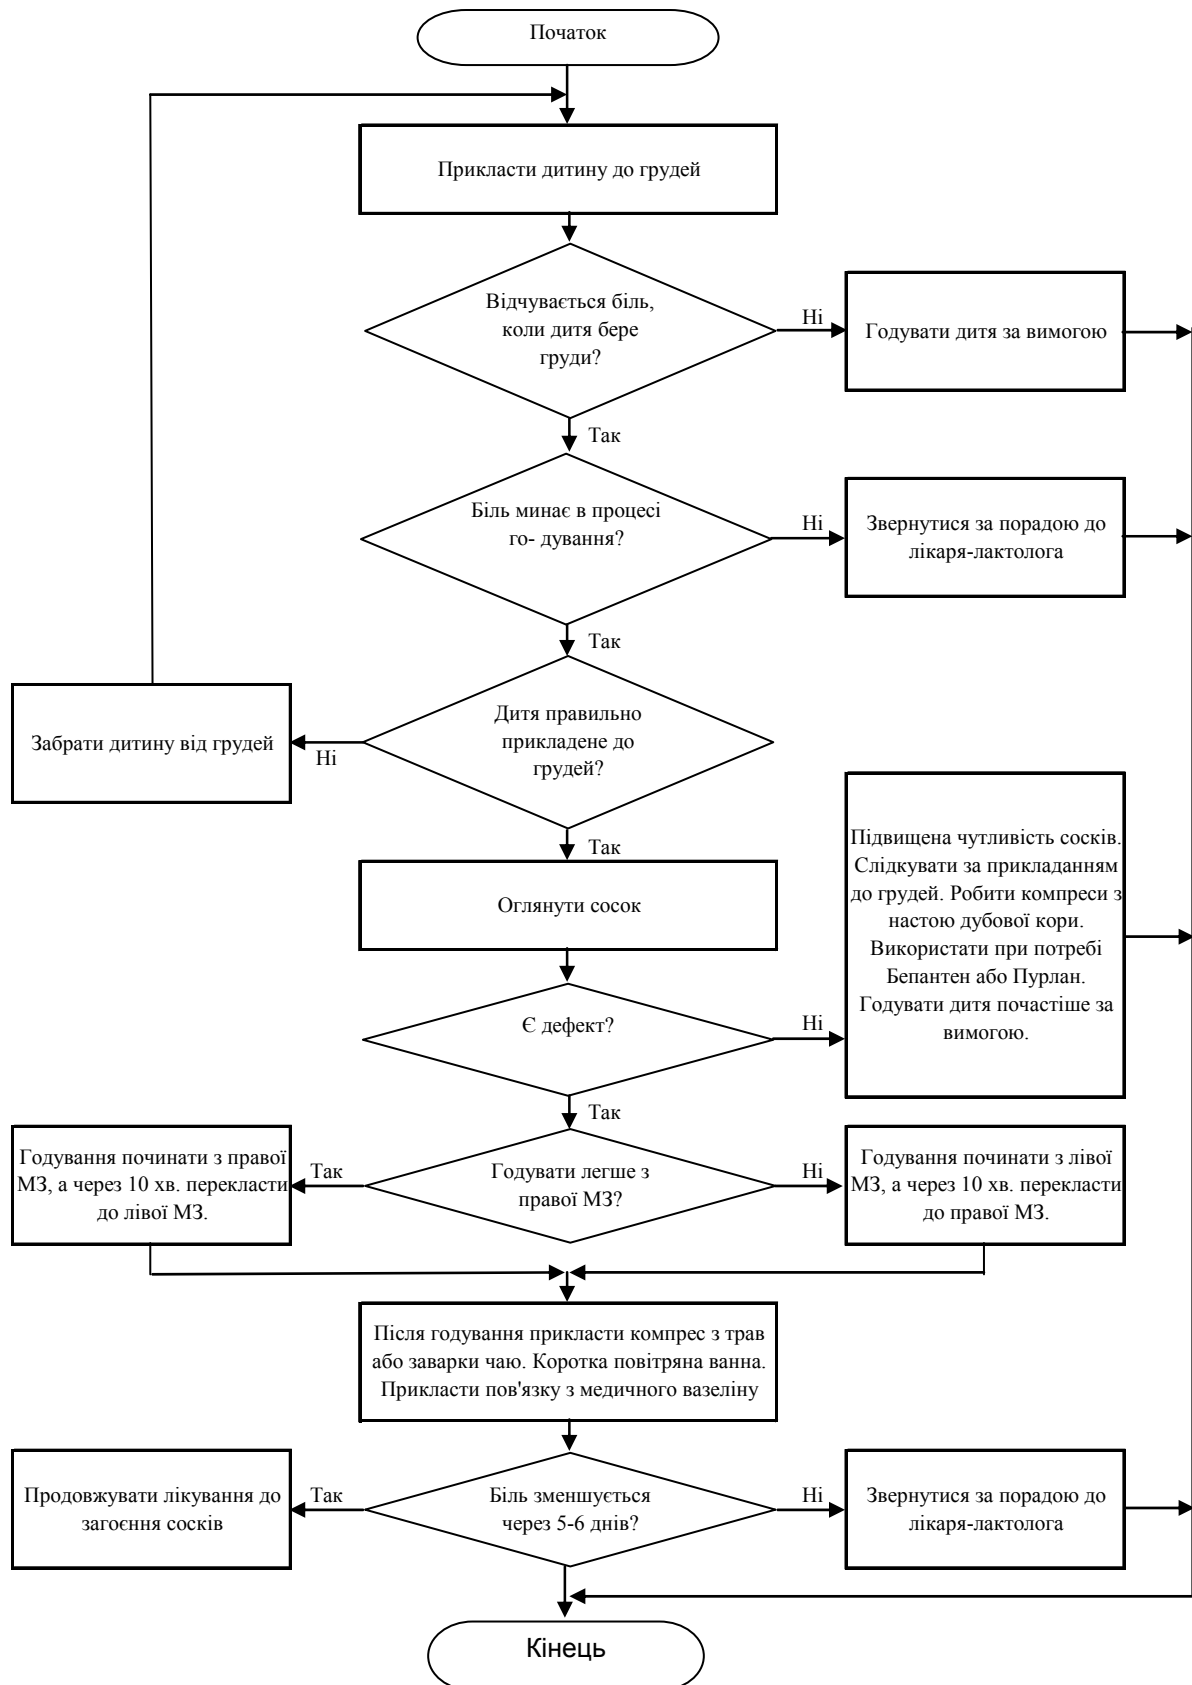 Початок
Прикласти дитину до грудей
Відчувається біль,
коли дитя бере
груди?
Ні
Годувати дитя за вимогою
Так
Біль минає в процесі
го- дування?
Ні
Звернутися за порадою до
лікаря-лактолога
Так
Дитя правильно
прикладене до
грудей?
Ні
Забрати дитину від грудей
Так
Оглянути сосок
Є дефект?
Ні
Підвищена чутливість сосків.
Слідкувати за прикладанням
до грудей. Робити компреси з
настою дубової кори.
Використати при потребі
Бепантен або Пурлан.
Годувати дитя почастіше за
вимогою.
Так
Годувати легше з
правої МЗ?
Так
Годування починати з правої
МЗ, а через 10 хв. перекласти
до лівої МЗ.
Ні
Годування починати з лівої
МЗ, а через 10 хв. перекласти
до правої МЗ.
Після годування прикласти компрес з трав
або заварки чаю. Коротка повітряна ванна.
Прикласти пов'язку з медичного вазеліну
Біль зменшується
через 5-6 днів?
Так
Продовжувати лікування до
загоєння сосків
Ні
Звернутися за порадою до
лікаря-лактолога
Кінець